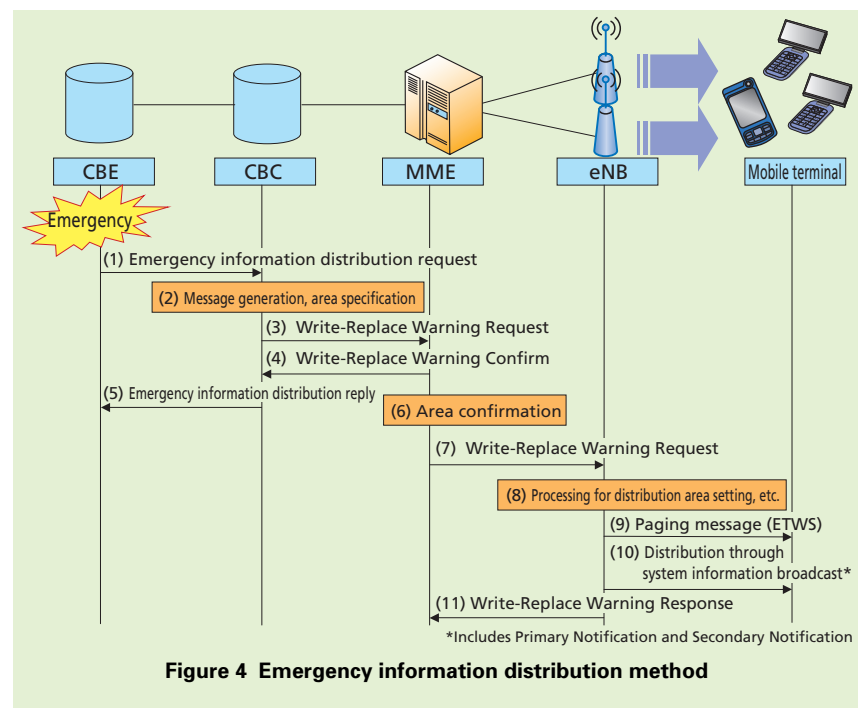 CBE
CBC
MME
eNB
Mobile terminal
Emergency
(1) Emergency information distribution request
(2) Message generation, area specification
(3) Write-Replace Warning Request
(4) Write-Replace Warning Confirm
(5) Emergency information distribution reply
(6) Area confirmation
(7) Write-Replace Warning Request
(8) Processing for distribution area setting, etc.
(9) Paging message (ETWS)
(10) Distribution through
system information broadcast*
(11) Write-Replace Warning Response
*Includes Primary Notification and Secondary Notification
Figure 4 Emergency information distribution method